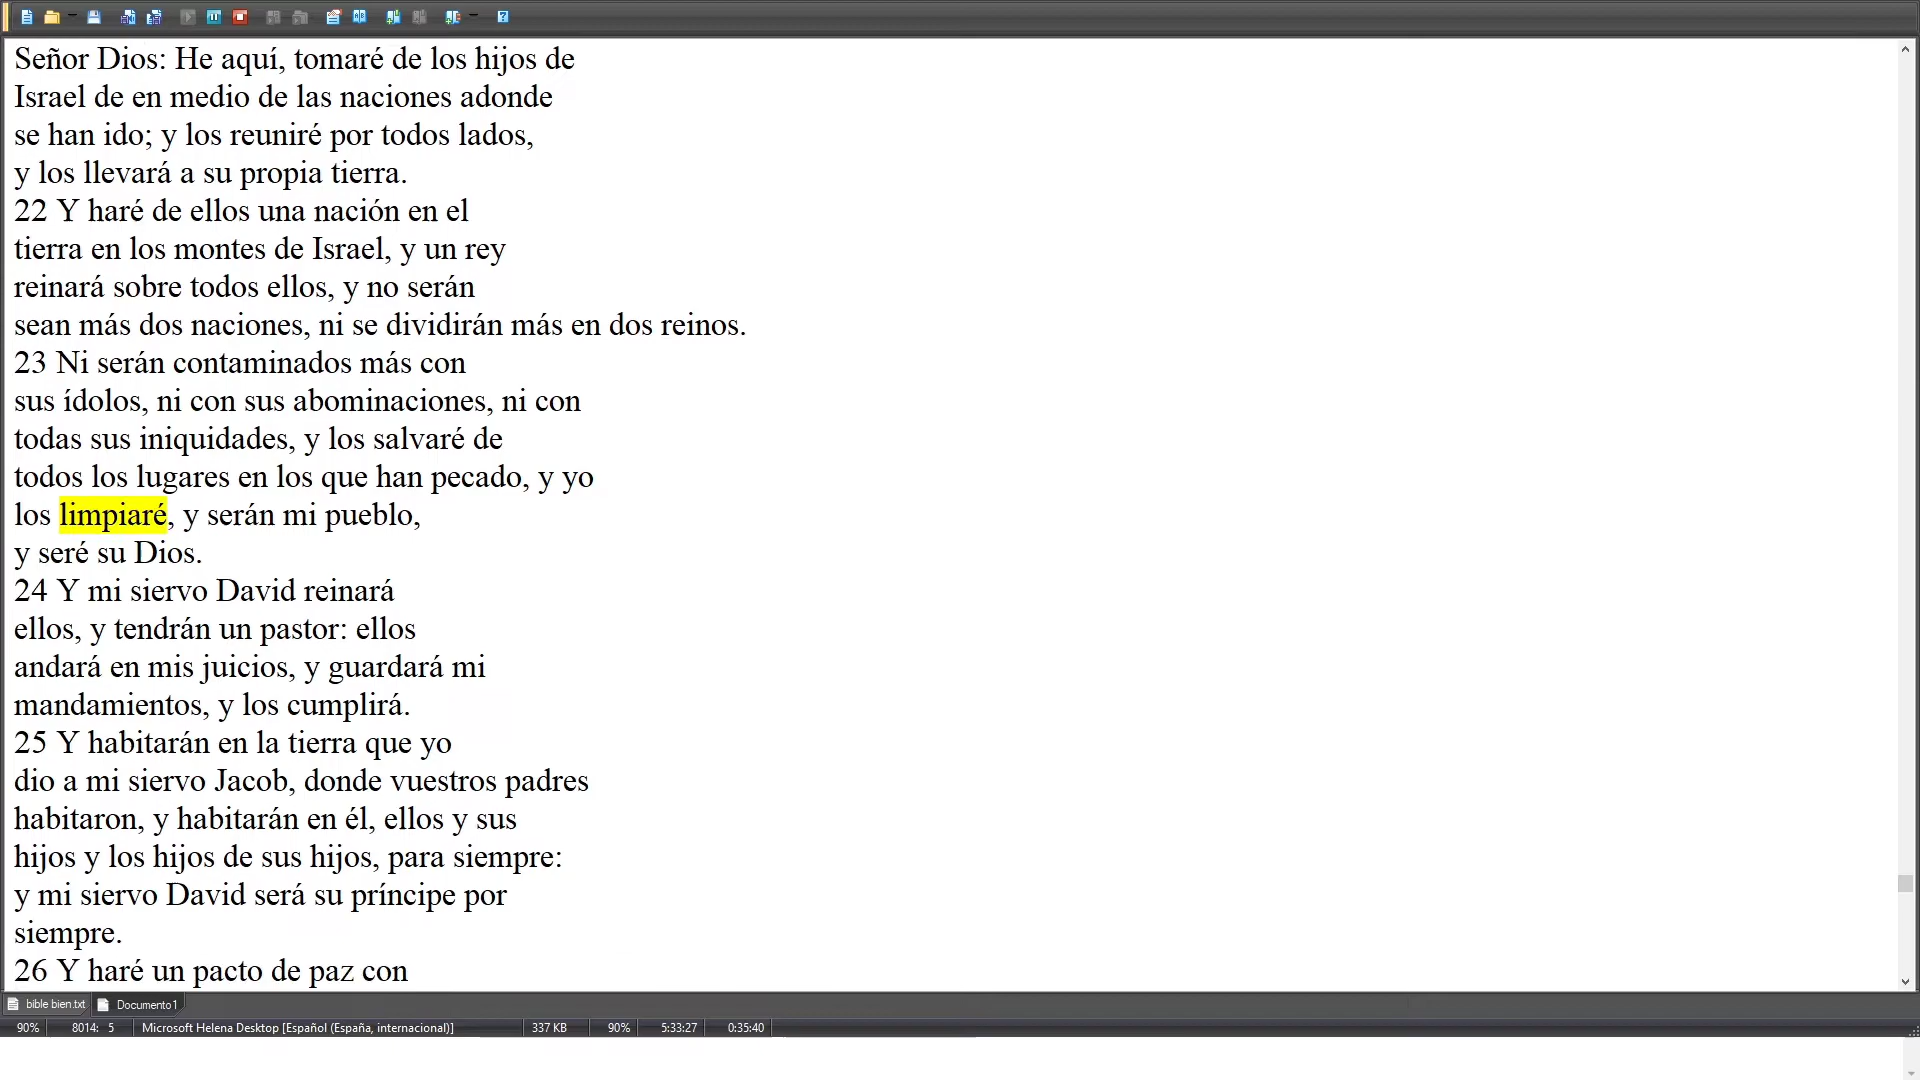 Señor Dios: He aquí, tomaré de los hijos de
Israel de en medio de las naciones adonde
se han ido; y los reuniré por todos lados,
y los llevará a su propia tierra.
22 Y haré de ellos una nación en el
tierra en los montes de Israel, y un rey
reinará sobre todos ellos, y no serán
sean más dos naciones, ni se dividirán más en dos reinos.
23 Ni serán contaminados más con
sus ídolos, ni con sus abominaciones, ni con
todas sus iniquidades, y los salvaré de
todos los lugares en los que han pecado, y yo
los limpiaré, y serán mi pueblo,
y seré su Dios.
24 Y mi siervo David reinará
ellos, y tendrán un pastor: ellos
andará en mis juicios, y guardará mi
mandamientos, y los cumplirá.
25 Y habitarán en la tierra que yo
dio a mi siervo Jacob, donde vuestros padres
habitaron, y habitarán en él, ellos y sus
hijos y los hijos de sus hijos, para siempre:
y mi siervo David será su príncipe por
siempre.
26 Y haré un pacto de paz con
bible bien.txt Documento1
90% 8014: 5 Microsoft Helena Desktop [Español (España, internacional)] 337 KB 90% 5:33:27 0:35:40